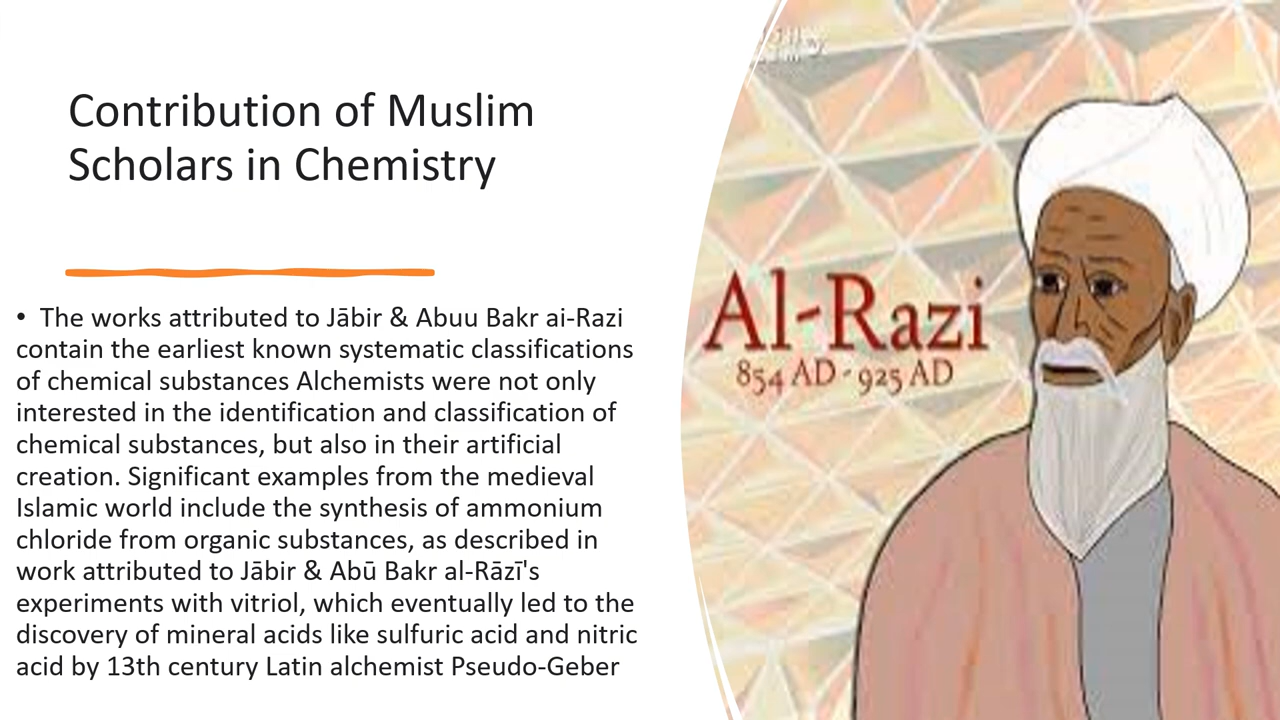 Contribution of Muslim
Scholars in Chemistry
• The works attributed to Jābir & Abuu Bakr ai-Razi
contain the earliest known systematic classifications
of chemical substances Alchemists were not only
interested in the identification and classification of
chemical substances, but also in their artificial
creation. Significant examples from the medieval
Islamic world include the synthesis of ammonium
chloride from organic substances, as described in
work attributed to Jābir & Abū Bakr al-Rāzī's
experiments with vitriol, which eventually led to the
discovery of mineral acids like sulfuric acid and nitric
acid by 13th century Latin alchemist Pseudo-Geber
Al-Razi
854 AD - 925 AD